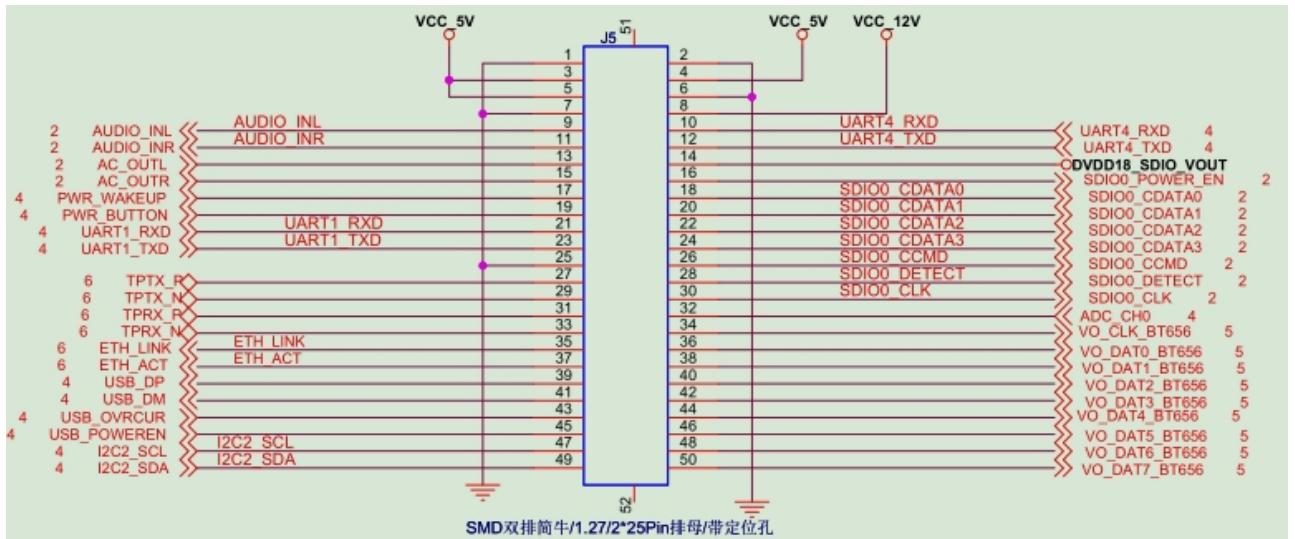 VCC_5V VCC_5V VCC_12V
J5 51
1 2
3 4
5 6
7 8
2 AUDIO_INL AUDIO_INL 9 10 UART4_RXD UART4_RXD 4
2 AUDIO_INR AUDIO_INR 11 12 UART4_TXD UART4_TXD 4
2 AC_OUTL 13 14 DVDD18_SDIO_VOUT
2 AC_OUTR 15 16 SDIO0_POWER_EN 2
4 PWR_WAKEUP 17 18 SDIO0_CDATA0 SDIO0_CDATA0 2
4 PWR_BUTTON 19 20 SDIO0_CDATA1 SDIO0_CDATA1 2
4 UART1_RXD UART1_RXD 21 22 SDIO0_CDATA2 SDIO0_CDATA2 2
4 UART1_TXD UART1_TXD 23 24 SDIO0_CDATA3 SDIO0_CDATA3 2
25 26 SDIO0_CCMD SDIO0_CCMD 2
6 TPTX_P 27 28 SDIO0_DETECT SDIO0_DETECT 2
6 TPTX_N 29 30 SDIO0_CLK SDIO0_CLK 2
6 TPRX_P 31 32 ADC_CH0 4
6 TPRX_N 33 34 VO_CLK_BT656 5
6 ETH_LINK ETH_LINK 35 36 VO_DAT0_BT656 5
6 ETH_ACT ETH_ACT 37 38 VO_DAT1_BT656 5
4 USB_DP 39 40 VO_DAT2_BT656 5
4 USB_DM 41 42 VO_DAT3_BT656 5
4 USB_OVRCUR 43 44 VO_DAT4_BT656 5
4 USB_POWEREN 45 46 VO_DAT5_BT656 5
4 I2C2_SCL I2C2_SCL 47 48 VO_DAT6_BT656 5
4 I2C2_SDA I2C2_SDA 49 50 VO_DAT7_BT656 5
52
SMD双排简牛/1.27/2*25Pin排母/带定位孔